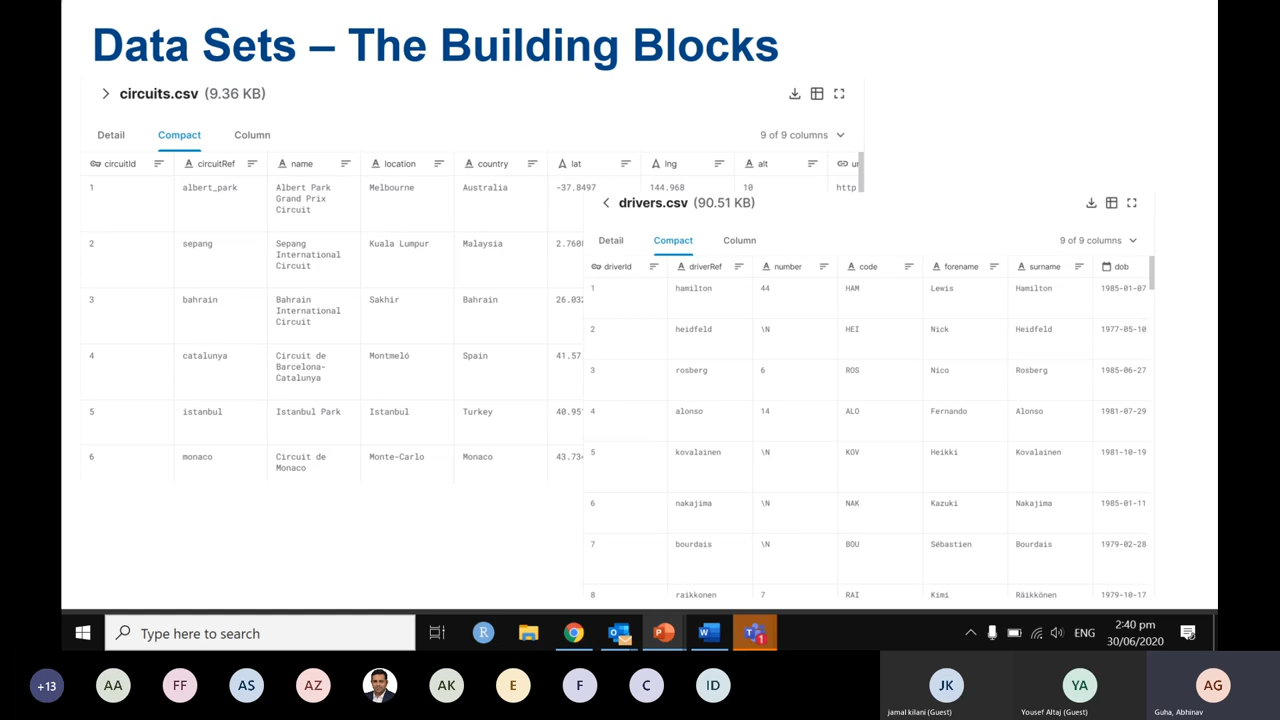 Data Sets – The Building Blocks
circuits.csv (9.36 KB)
Detail Compact Column 9 of 9 columns
circuitId circuitRef name location country lat lng alt
1 albert_park Albert Park Melbourne Australia -37.8497 144.968 10 http
Grand Prix
Circuit
2 sepang Sepang Kuala Lumpur Malaysia
International
Circuit
3 bahrain Bahrain Sakhir Bahrain
International
Circuit
4 catalunya Circuit de Montmeló Spain 41.57
Barcelona-
Catalunya
5 istanbul Istanbul Park Istanbul Turkey
6 monaco Circuit de Monte-Carlo Monaco
Monaco
drivers.csv (90.51 KB)
Detail Compact Column 9 of 9 columns
driverId driverRef number code forename surname dob
1 hamilton 44 HAM Lewis Hamilton 1985-01-07
2 heidfeld \N HEI Nick Heidfeld 1977-05-10
3 rosberg 6 ROS Nico Rosberg 1985-06-27
4 alonso 14 ALO Fernando Alonso 1981-07-29
5 kovalainen \N KOV Heikki Kovalainen 1981-10-19
6 nakajima \N NAK Kazuki Nakajima 1985-01-11
7 bourdais \N BOU Sébastien Bourdais 1979-02-28
8 raikkonen 7 RAI Kimi Räikkönen 1979-10-17
Type here to search
ENG
2:40 pm
30/06/2020
+13 AA FF AS AZ AK E F C ID JK YA AG
jamal kilani (Guest) Yousef Altaj (Guest) Guha, Abhinav